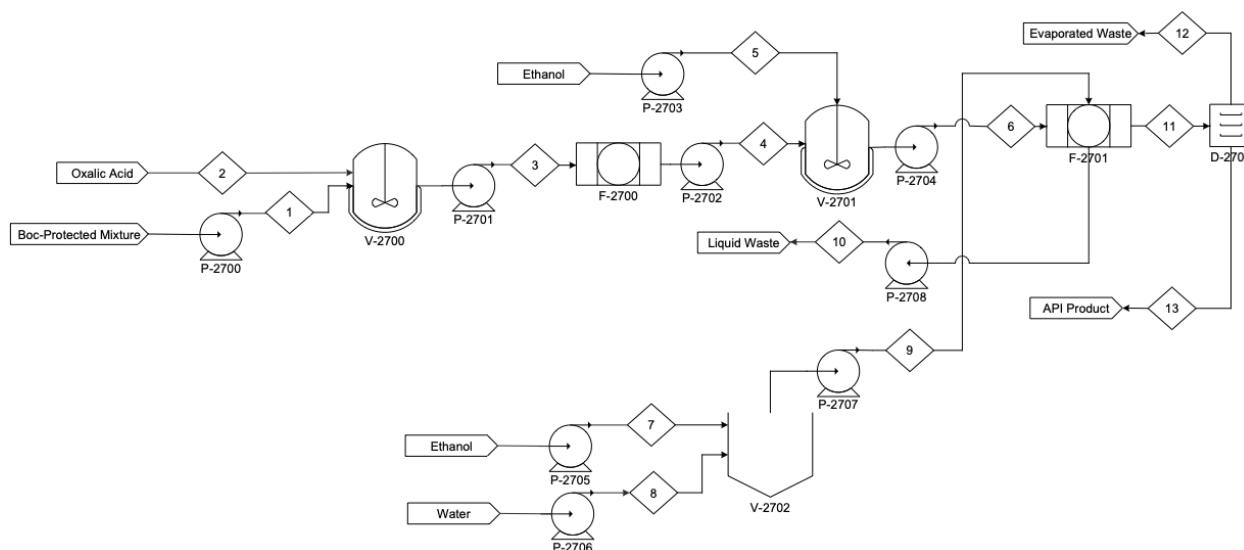 Evaporated Waste
12
5
Ethanol
P-2703
6
11
4
F-2701
D-270
P-2704
Oxalic Acid
2
3
P-2702
V-2701
F-2700
P-2701
1
Boc-Protected Mixture
V-2700
P-2700
Liquid Waste
10
P-2708
API Product
13
9
P-2707
7
Ethanol
P-2705
8
Water
V-2702
P-2706